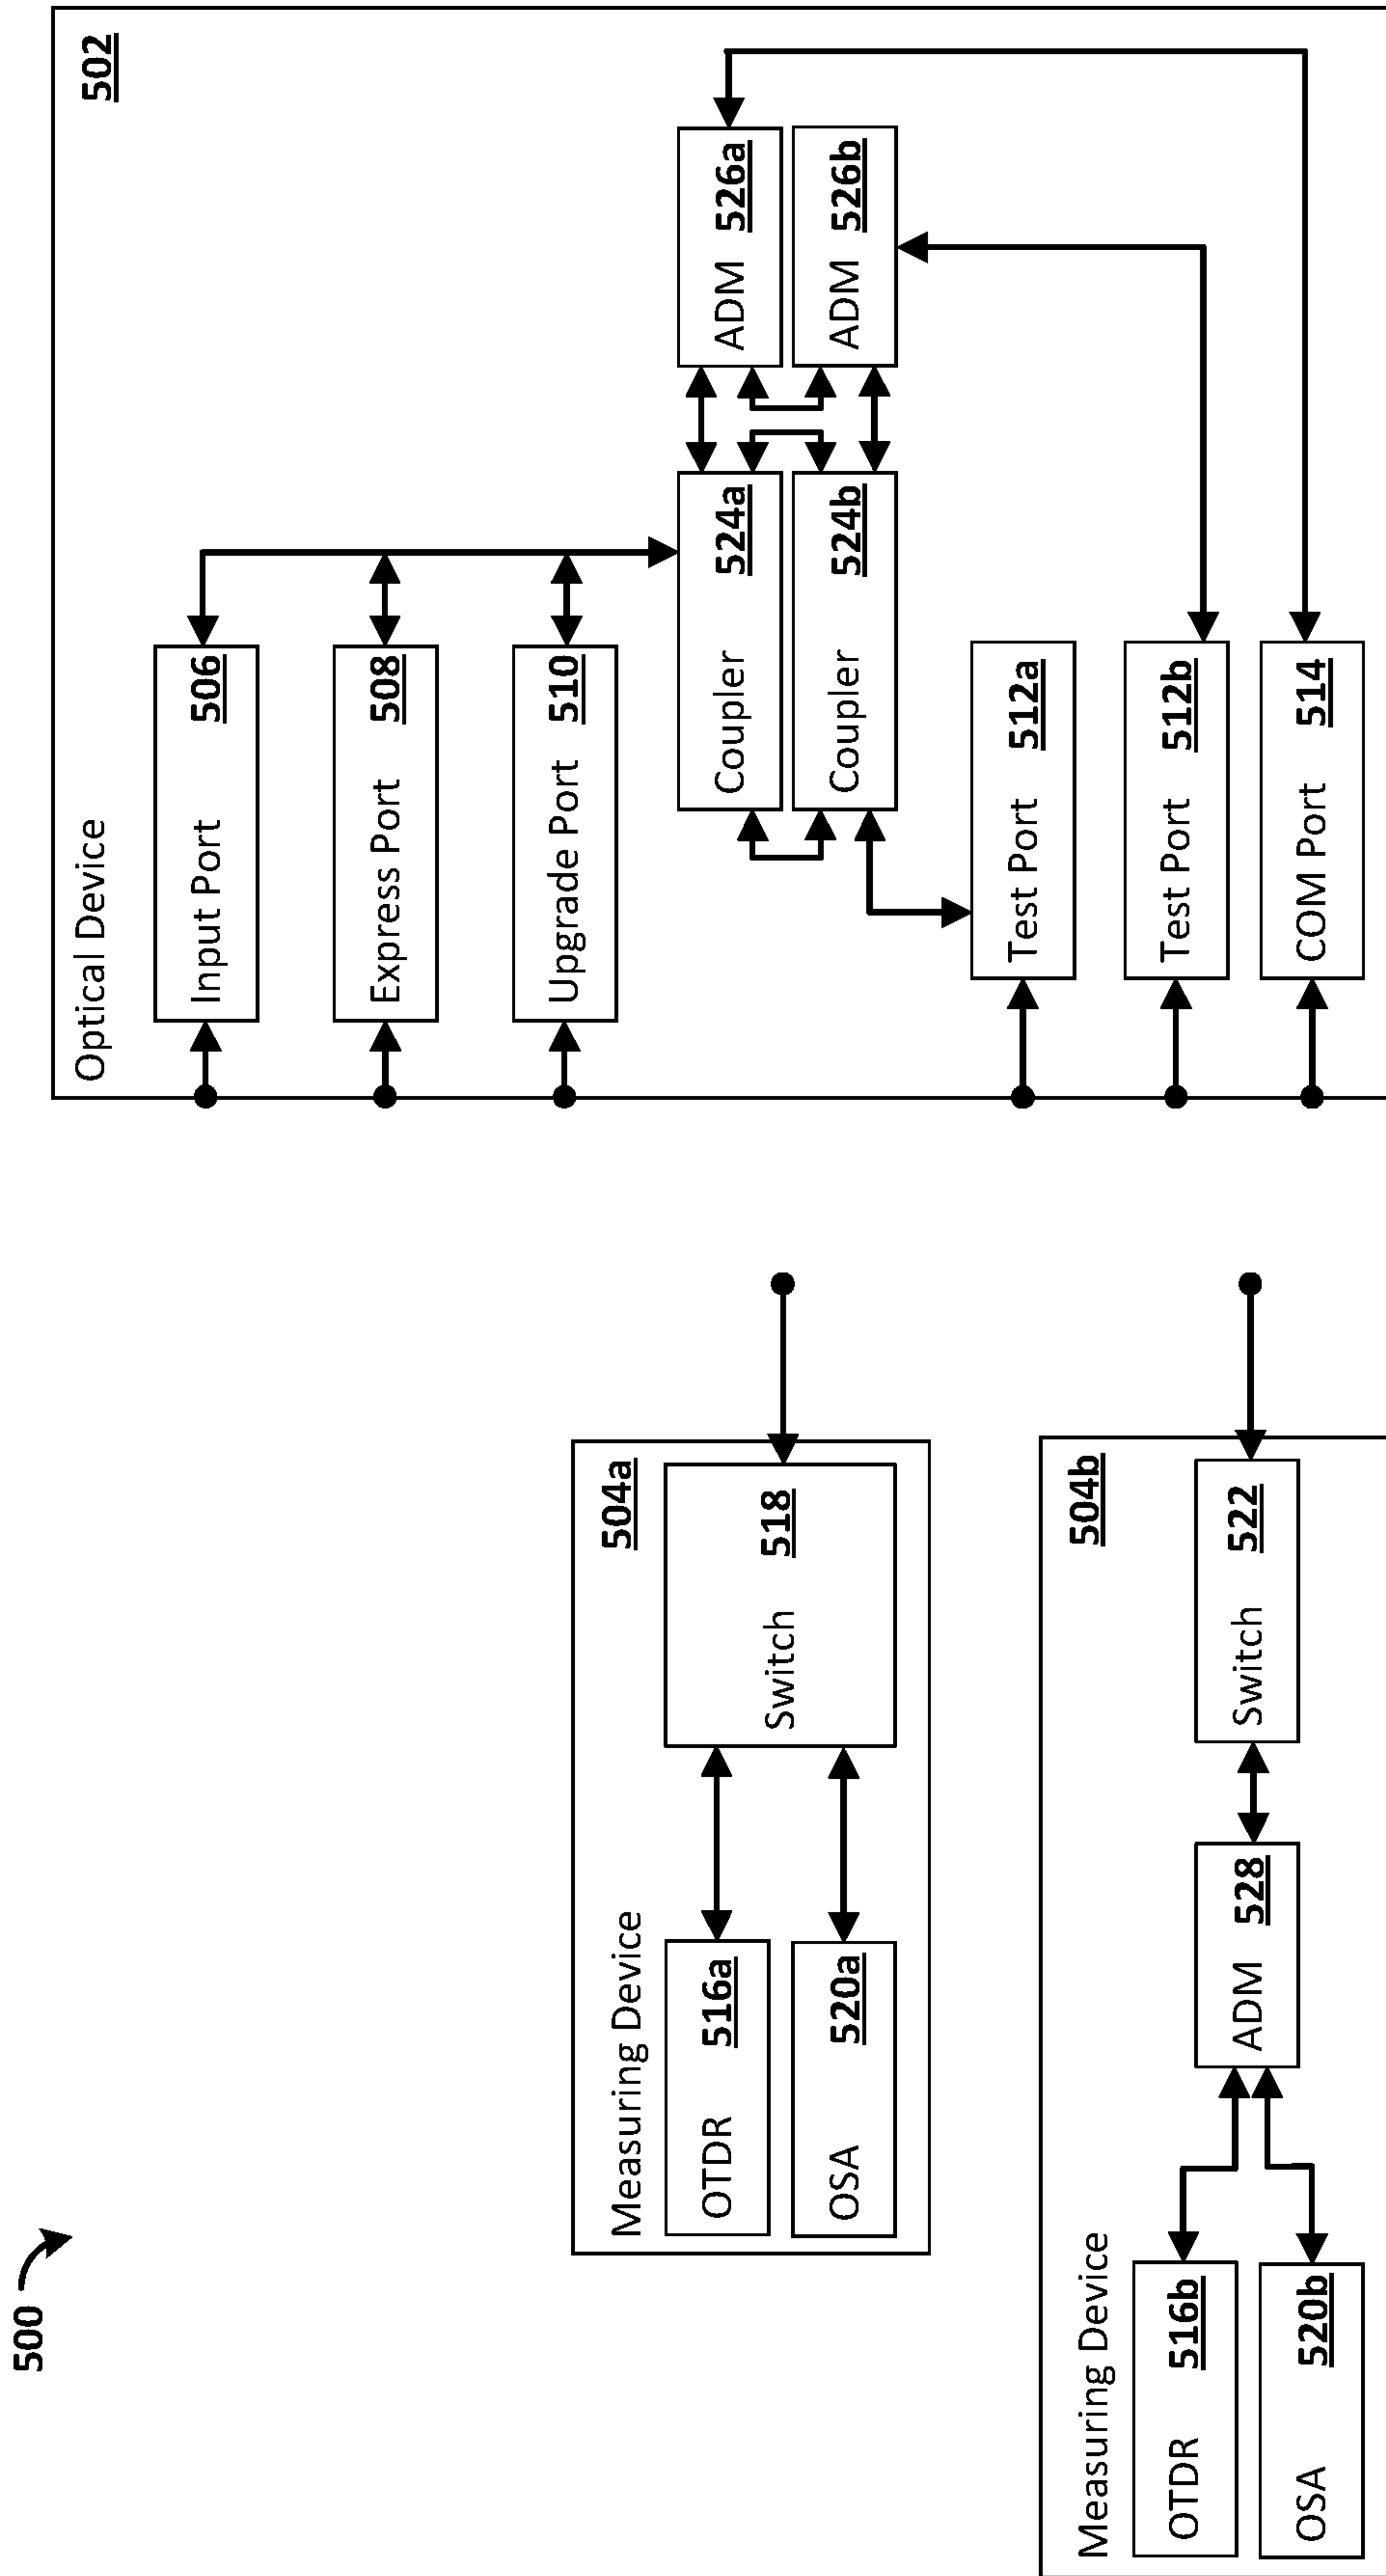 500
Measuring Device 504a
OTDR 516a
OSA 520a
Switch 518
Measuring Device 504b
OTDR 516b
OSA 520b
ADM 528
Switch 522
Optical Device 502
Input Port 506
Express Port 508
Upgrade Port 510
Coupler 524a
Coupler 524b
ADM 526a
ADM 526b
Test Port 512a
Test Port 512b
COM Port 514